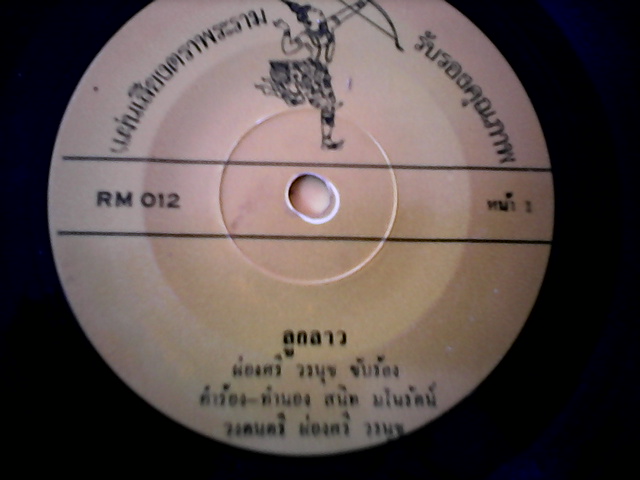 แผ่นเสียงตราพระราม
รับรองคุณภาพ
RM 012
หน้า 1
ลูกลาว
ผ่องศรี วรนุช ขับร้อง
คำร้อง-ทำนอง สนิท มโนรัตน์
วงดนตรี ผ่องศรี วรนุช